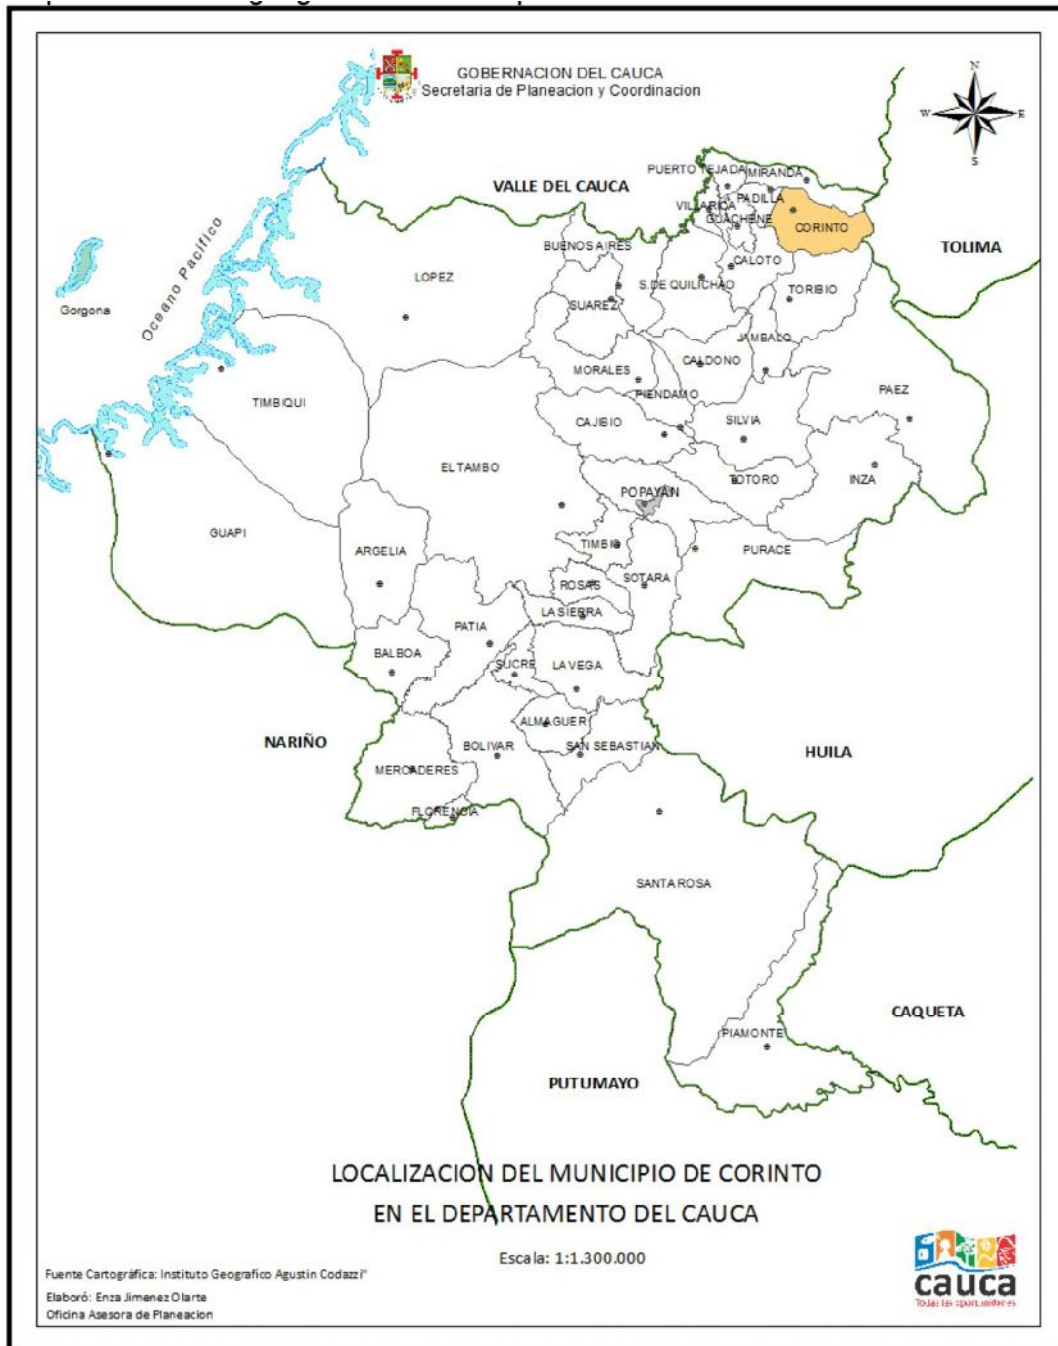 GOBERNACION DEL CAUCA
Secretaria de Planeacion y Coordinacion
N
W
E
S
PUERTO TEJADA
MIRANDA
VALLE DEL CAUCA
PADILLA
VILLARICA
GUACHENE
CORINTO
BUENOS AIRES
TOLIMA
Oceano Pacifico
LOPEZ
CALOTO
S.DE QUILICHAO
TORIBIO
Gorgona
SUAREZ
JAMBALO
CALDONO
MORALES
PAEZ
PIENDAMO
TIMBIQUI
CAJIBIO
SILVIA
EL TAMBO
TOTORO
INZA
POPAYAN
GUAPI
TIMBIO
PURACE
ARGELIA
ROSAS
SOTARA
LA SIERRA
PATIA
BALBOA
SUCRE
LA VEGA
ALMAGUER
NARIÑO
BOLIVAR
SAN SEBASTIAN
HUILA
MERCADERES
FLORENCIA
SANTA ROSA
CAQUETA
PIAMONTE
PUTUMAYO
LOCALIZACION DEL MUNICIPIO DE CORINTO
EN EL DEPARTAMENTO DEL CAUCA
Escala: 1:1.300.000
Fuente Cartográfica: Instituto Geografico Agustin Codazzi"
Elaboró: Enza Jimenez Olarte
Oficina Asesora de Planeacion
cauca
Todas las oportunidades